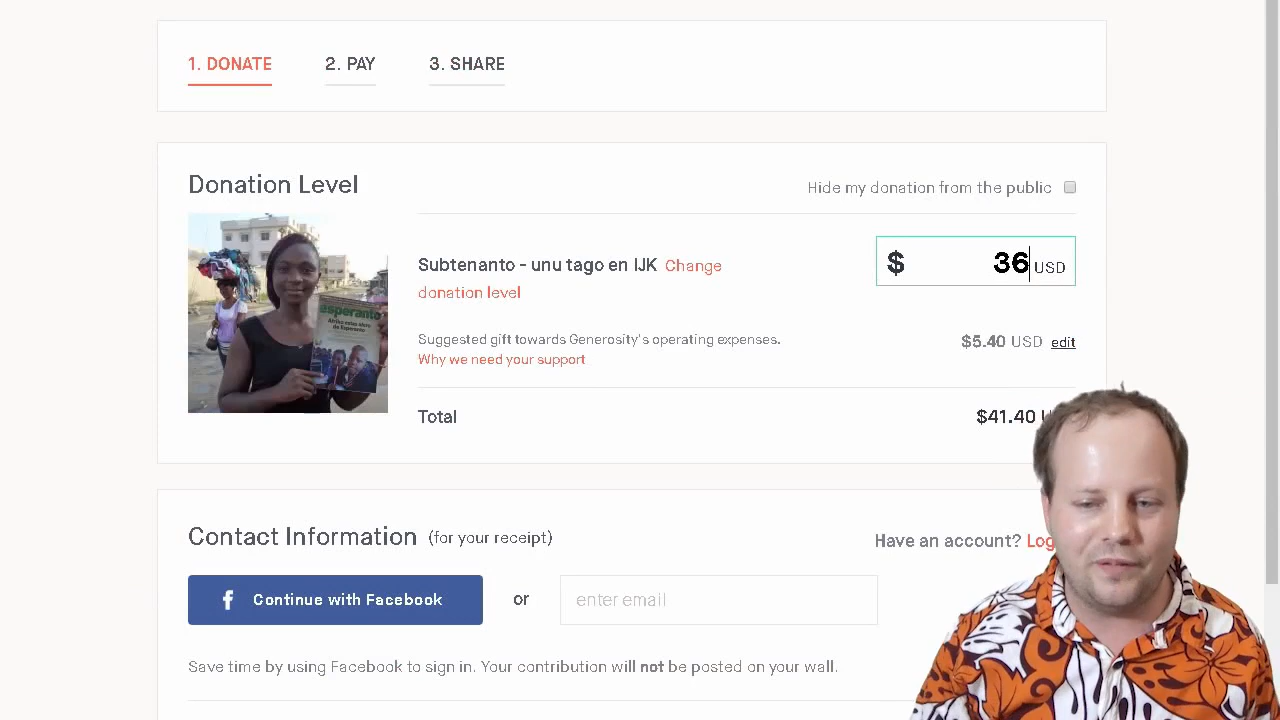 1. DONATE
2. PAY
3. SHARE
Donation Level
Hide my donation from the public
esperanto
Subtenanto - unu tago en IJK Change
donation level
$ 36 USD
Suggested gift towards Generosity's operating expenses.
Why we need your support
$5.40 USD edit
Total
$41.40
Contact Information (for your receipt)
Have an account? Log
f Continue with Facebook
or
enter email
Save time by using Facebook to sign in. Your contribution will not be posted on your wall.